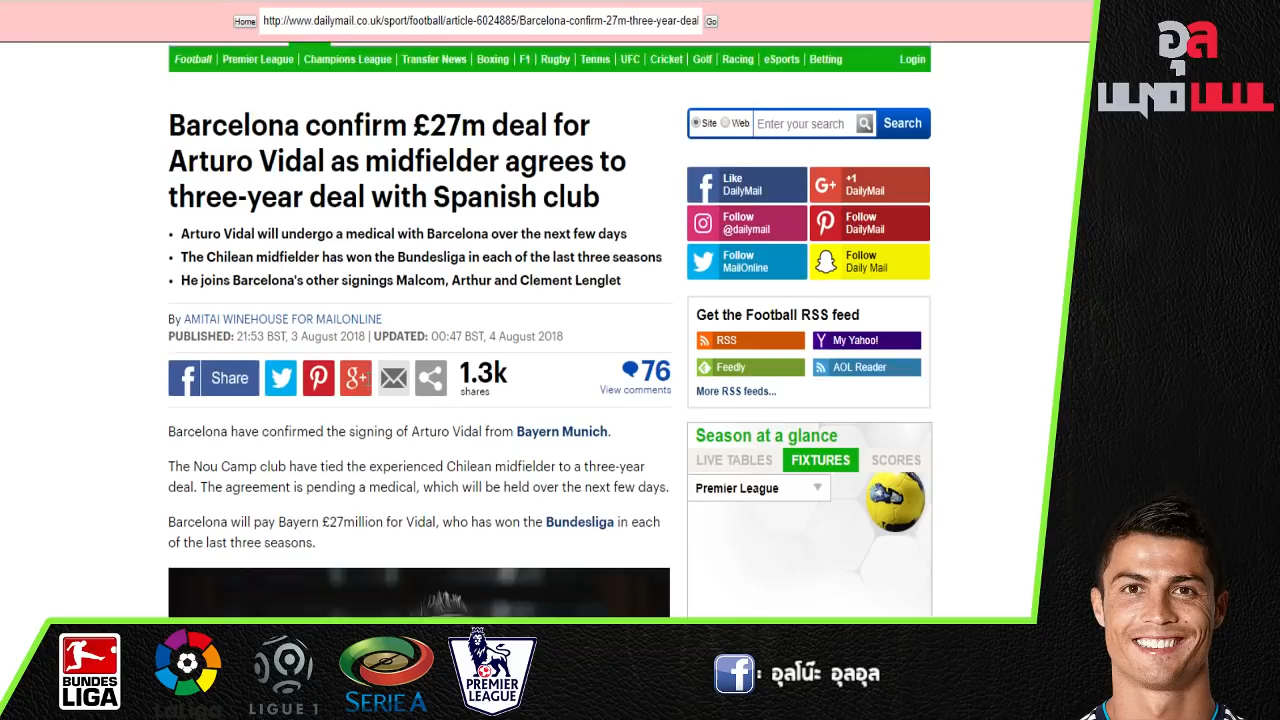 Home http://www.dailymail.co.uk/sport/football/article-6024885/Barcelona-confirm-27m-three-year-deal Go
Football Premier League Champions League Transfer News Boxing F1 Rugby Tennis UFC Cricket Golf Racing eSports Betting Login
Barcelona confirm £27m deal for
Arturo Vidal as midfielder agrees to
three-year deal with Spanish club
• Arturo Vidal will undergo a medical with Barcelona over the next few days
• The Chilean midfielder has won the Bundesliga in each of the last three seasons
• He joins Barcelona's other signings Malcom, Arthur and Clement Lenglet
By AMITAI WINEHOUSE FOR MAILONLINE
PUBLISHED: 21:53 BST, 3 August 2018 | UPDATED: 00:47 BST, 4 August 2018
Share
1.3k
shares
76
View comments
Barcelona have confirmed the signing of Arturo Vidal from Bayern Munich.
The Nou Camp club have tied the experienced Chilean midfielder to a three-year
deal. The agreement is pending a medical, which will be held over the next few days.
Barcelona will pay Bayern £27million for Vidal, who has won the Bundesliga in each
of the last three seasons.
Site Web Enter your search Search
Like
DailyMail
+1
DailyMail
Follow
@dailymail
Follow
DailyMail
Follow
MailOnline
Follow
Daily Mail
Get the Football RSS feed
RSS
My Yahoo!
Feedly
AOL Reader
More RSS feeds...
Season at a glance
LIVE TABLES FIXTURES SCORES
Premier League
อุล
BUNDES
LIGA
LaLiga
LIGUE 1
SERIE A
PREMIER
LEAGUE
: อุลโน๊ะ อุลอุล